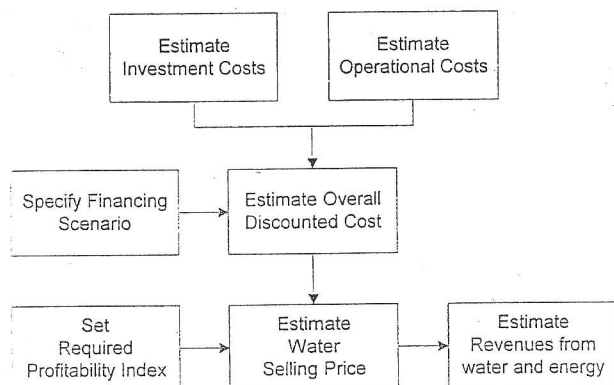 Estimate
Investment Costs
Estimate
Operational Costs
Specify Financing
Scenario
Estimate Overall
Discounted Cost
Set
Required
Profitability Index
Estimate
Water
Selling Price
Estimate
Revenues from
water and energy